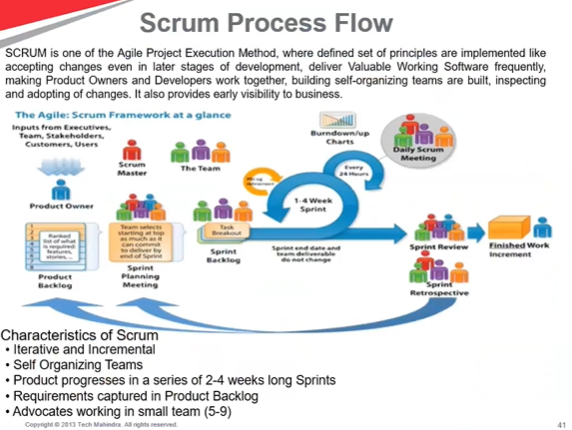 Scrum Process Flow
SCRUM is one of the Agile Project Execution Method, where defined set of principles are implemented like
accepting changes even in later stages of development, deliver Valuable Working Software frequently,
making Product Owners and Developers work together, building self-organizing teams are built, inspecting
and adopting of changes. It also provides early visibility to business.
The Agile: Scrum Framework at a glance
Inputs from Executives,
Team, Stakeholders,
Customers, Users
Scrum
Master
The Team
Burndown/up
Charts
Daily Scrum
Meeting
Every
24 Hours
Product Owner
1-4 Week
Sprint
1
2
3
4
5
6
7
8
Ranked
list of what
is required:
features,
stories, ...
Team selects
starting at top
as much as it
can commit
to deliver by
end of Sprint
Task
Breakout
Product
Backlog
Sprint
Planning
Meeting
Sprint
Backlog
Sprint end date and
team deliverable
do not change
Sprint Review
Finished Work
Increment
Sprint
Retrospective
Characteristics of Scrum
• Iterative and Incremental
• Self Organizing Teams
• Product progresses in a series of 2-4 weeks long Sprints
• Requirements captured in Product Backlog
• Advocates working in small team (5-9)
Copyright © 2013 Tech Mahindra. All rights reserved.
41